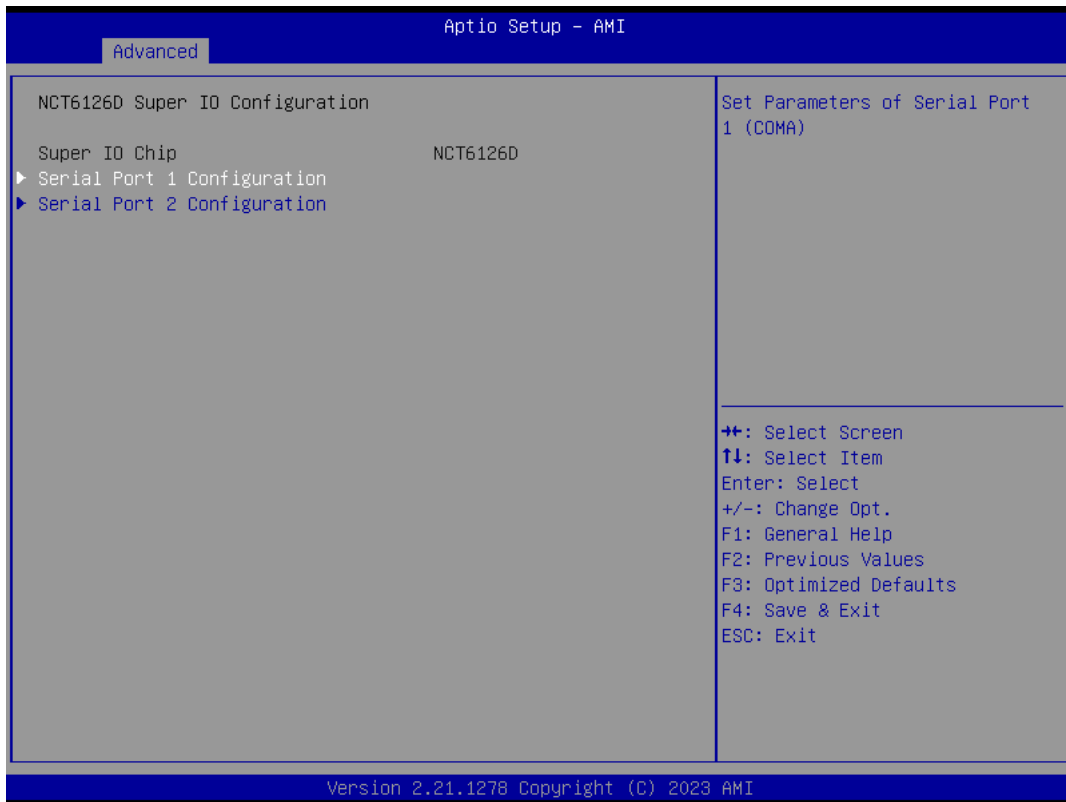 Aptio Setup – AMI
Advanced
NCT6126D Super IO Configuration
Super IO Chip NCT6126D
▶ Serial Port 1 Configuration
▶ Serial Port 2 Configuration
Set Parameters of Serial Port
1 (COMA)
→←: Select Screen
↑↓: Select Item
Enter: Select
+/-: Change Opt.
F1: General Help
F2: Previous Values
F3: Optimized Defaults
F4: Save & Exit
ESC: Exit
Version 2.21.1278 Copyright (C) 2023 AMI